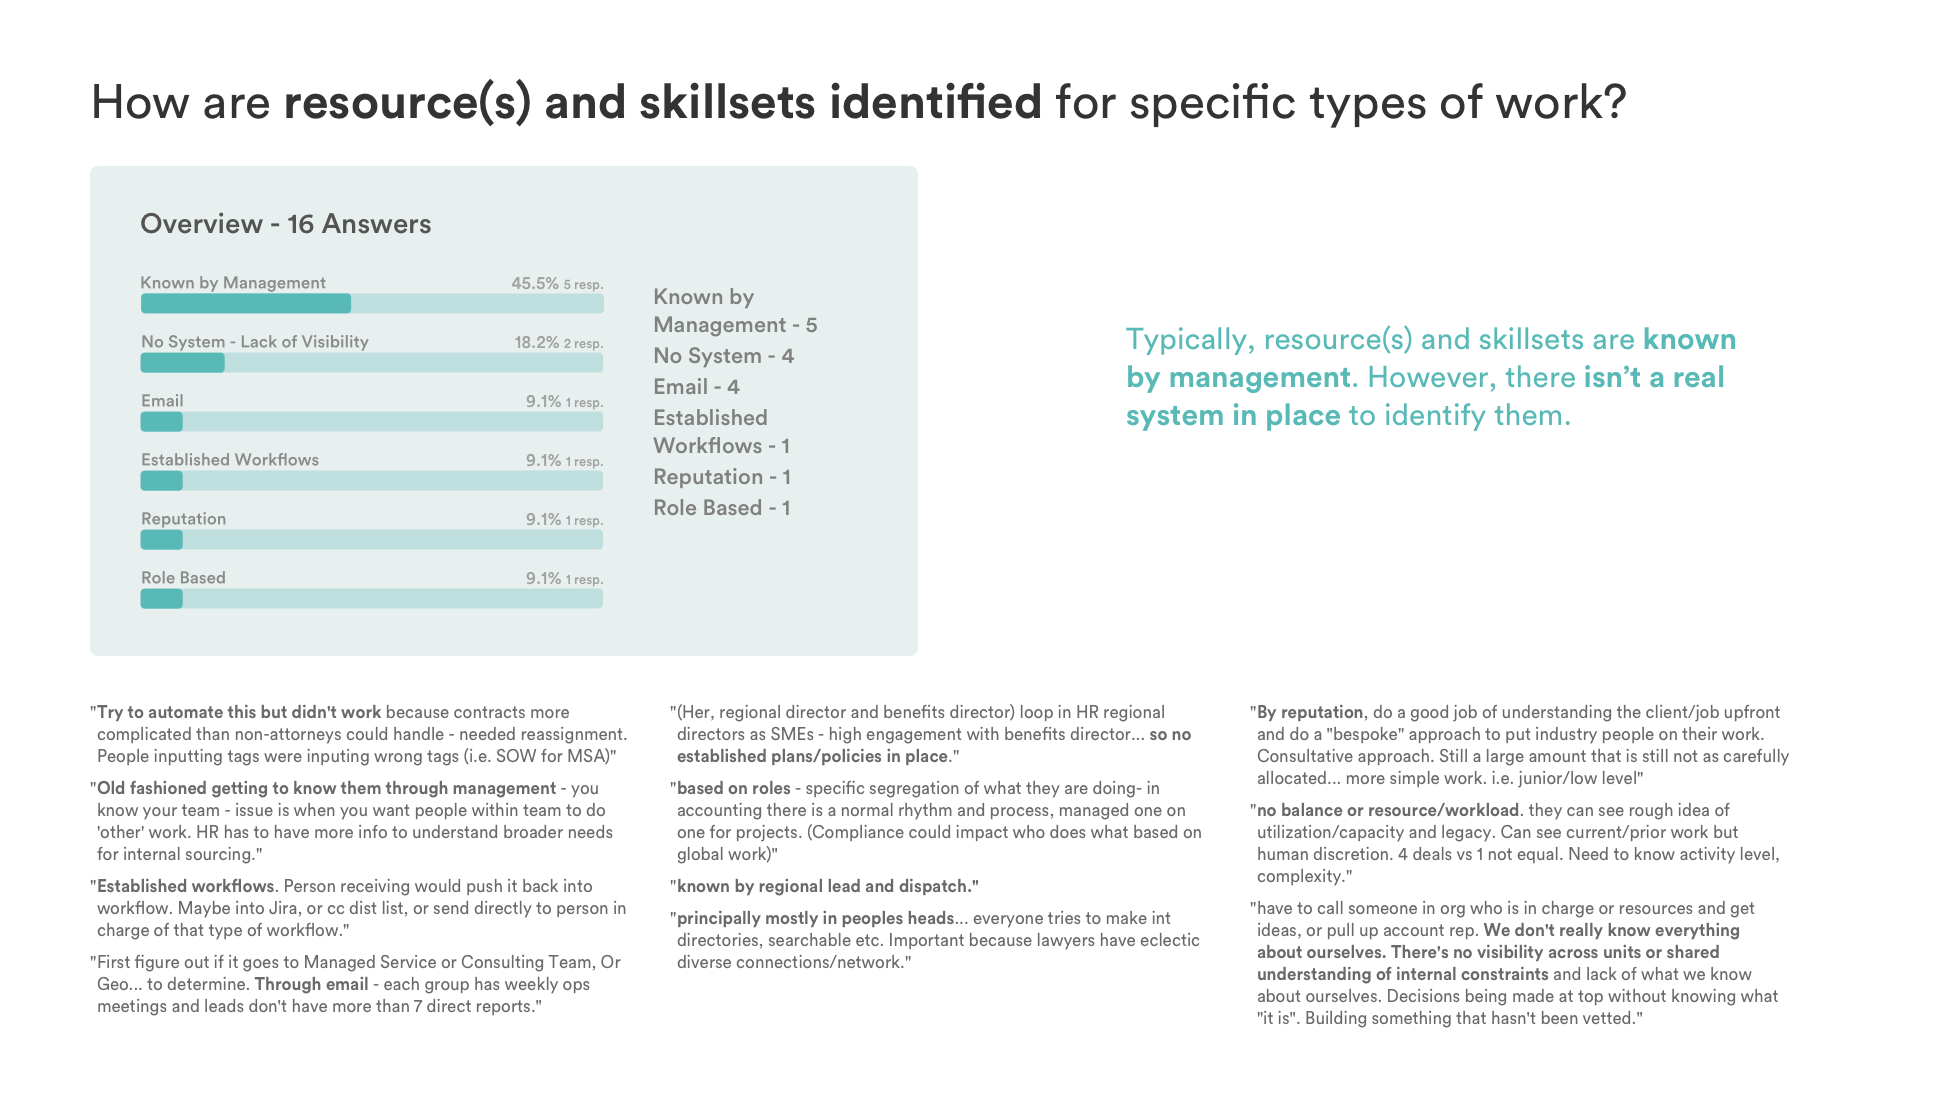 How are resource(s) and skillsets identified for specific types of work?
Overview - 16 Answers
Known by Management 45.5% 5 resp.
No System - Lack of Visibility 18.2% 2 resp.
Email 9.1% 1 resp.
Established Workflows 9.1% 1 resp.
Reputation 9.1% 1 resp.
Role Based 9.1% 1 resp.
Known by
Management - 5
No System - 4
Email - 4
Established
Workflows - 1
Reputation - 1
Role Based - 1
Typically, resource(s) and skillsets are known
by management. However, there isn’t a real
system in place to identify them.
"Try to automate this but didn't work because contracts more
complicated than non-attorneys could handle - needed reassignment.
People inputting tags were inputing wrong tags (i.e. SOW for MSA)"
"Old fashioned getting to know them through management - you
know your team - issue is when you want people within team to do
'other' work. HR has to have more info to understand broader needs
for internal sourcing."
"Established workflows. Person receiving would push it back into
workflow. Maybe into Jira, or cc dist list, or send directly to person in
charge of that type of workflow."
"First figure out if it goes to Managed Service or Consulting Team, Or
Geo... to determine. Through email - each group has weekly ops
meetings and leads don't have more than 7 direct reports."
"(Her, regional director and benefits director) loop in HR regional
directors as SMEs - high engagement with benefits director... so no
established plans/policies in place."
"based on roles - specific segregation of what they are doing- in
accounting there is a normal rhythm and process, managed one on
one for projects. (Compliance could impact who does what based on
global work)"
"known by regional lead and dispatch."
"principally mostly in peoples heads... everyone tries to make int
directories, searchable etc. Important because lawyers have eclectic
diverse connections/network."
"By reputation, do a good job of understanding the client/job upfront
and do a "bespoke" approach to put industry people on their work.
Consultative approach. Still a large amount that is still not as carefully
allocated... more simple work. i.e. junior/low level"
"no balance or resource/workload. they can see rough idea of
utilization/capacity and legacy. Can see current/prior work but
human discretion. 4 deals vs 1 not equal. Need to know activity level,
complexity."
"have to call someone in org who is in charge or resources and get
ideas, or pull up account rep. We don't really know everything
about ourselves. There's no visibility across units or shared
understanding of internal constraints and lack of what we know
about ourselves. Decisions being made at top without knowing what
"it is". Building something that hasn't been vetted."